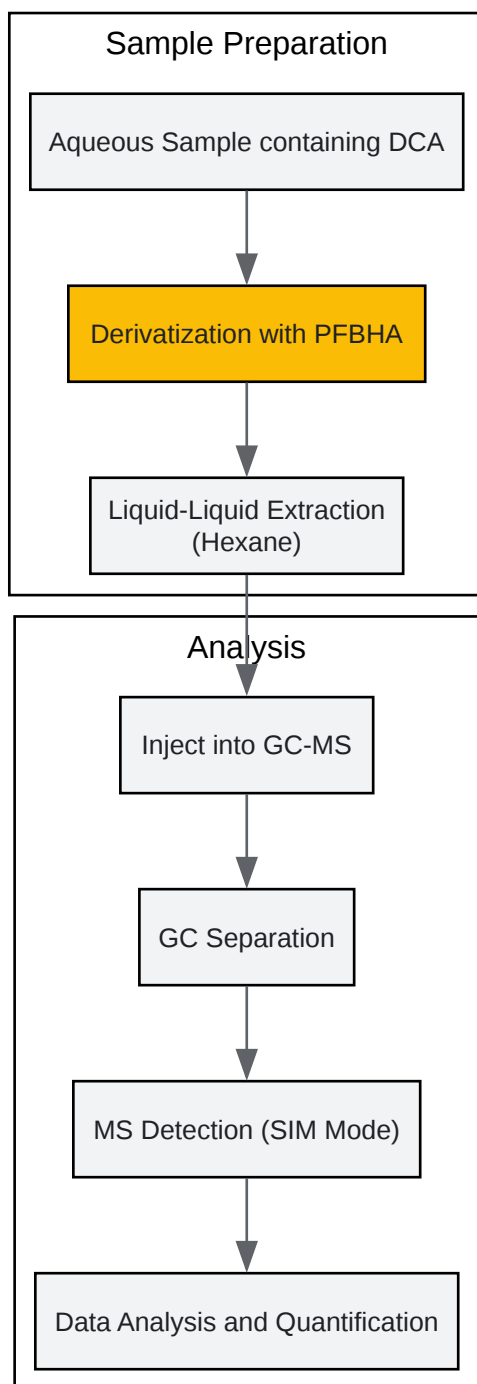 Sample Preparation
Aqueous Sample containing DCA
Derivatization with PFBHA
Liquid-Liquid Extraction
(Hexane)
Analysis
Inject into GC-MS
GC Separation
MS Detection (SIM Mode)
Data Analysis and Quantification